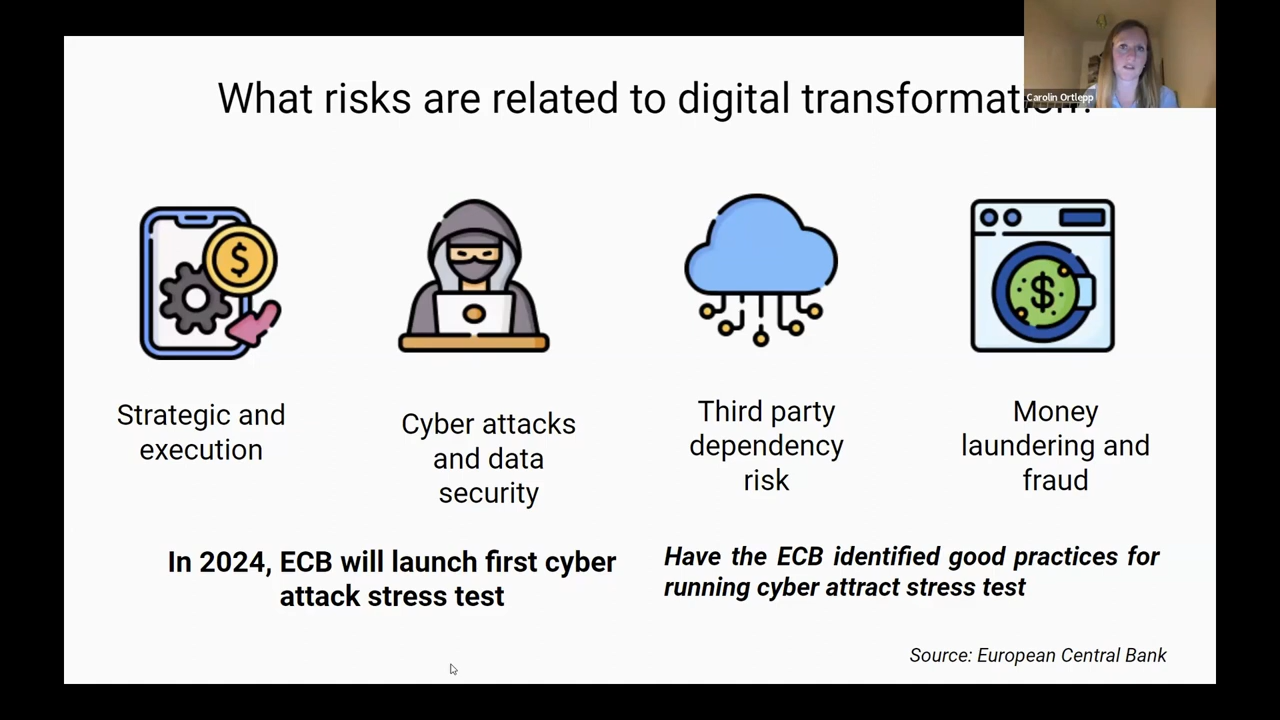 What risks are related to digital transformation?
Carolin Ortlepp
Strategic and
execution
Cyber attacks
and data
security
Third party
dependency
risk
Money
laundering and
fraud
In 2024, ECB will launch first cyber
attack stress test
Have the ECB identified good practices for
running cyber attract stress test
Source: European Central Bank